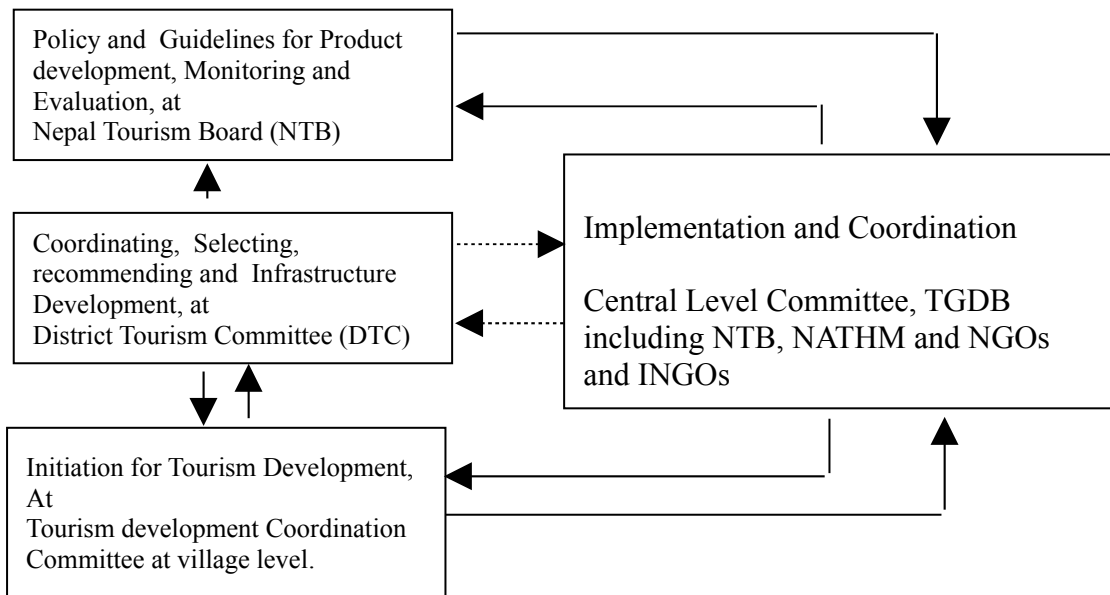 Policy and Guidelines for Product
development, Monitoring and
Evaluation, at
Nepal Tourism Board (NTB)
Coordinating, Selecting,
recommending and Infrastructure
Development, at
District Tourism Committee (DTC)
Initiation for Tourism Development,
At
Tourism development Coordination
Committee at village level.
Implementation and Coordination
Central Level Committee, TGDB
including NTB, NATHM and NGOs
and INGOs